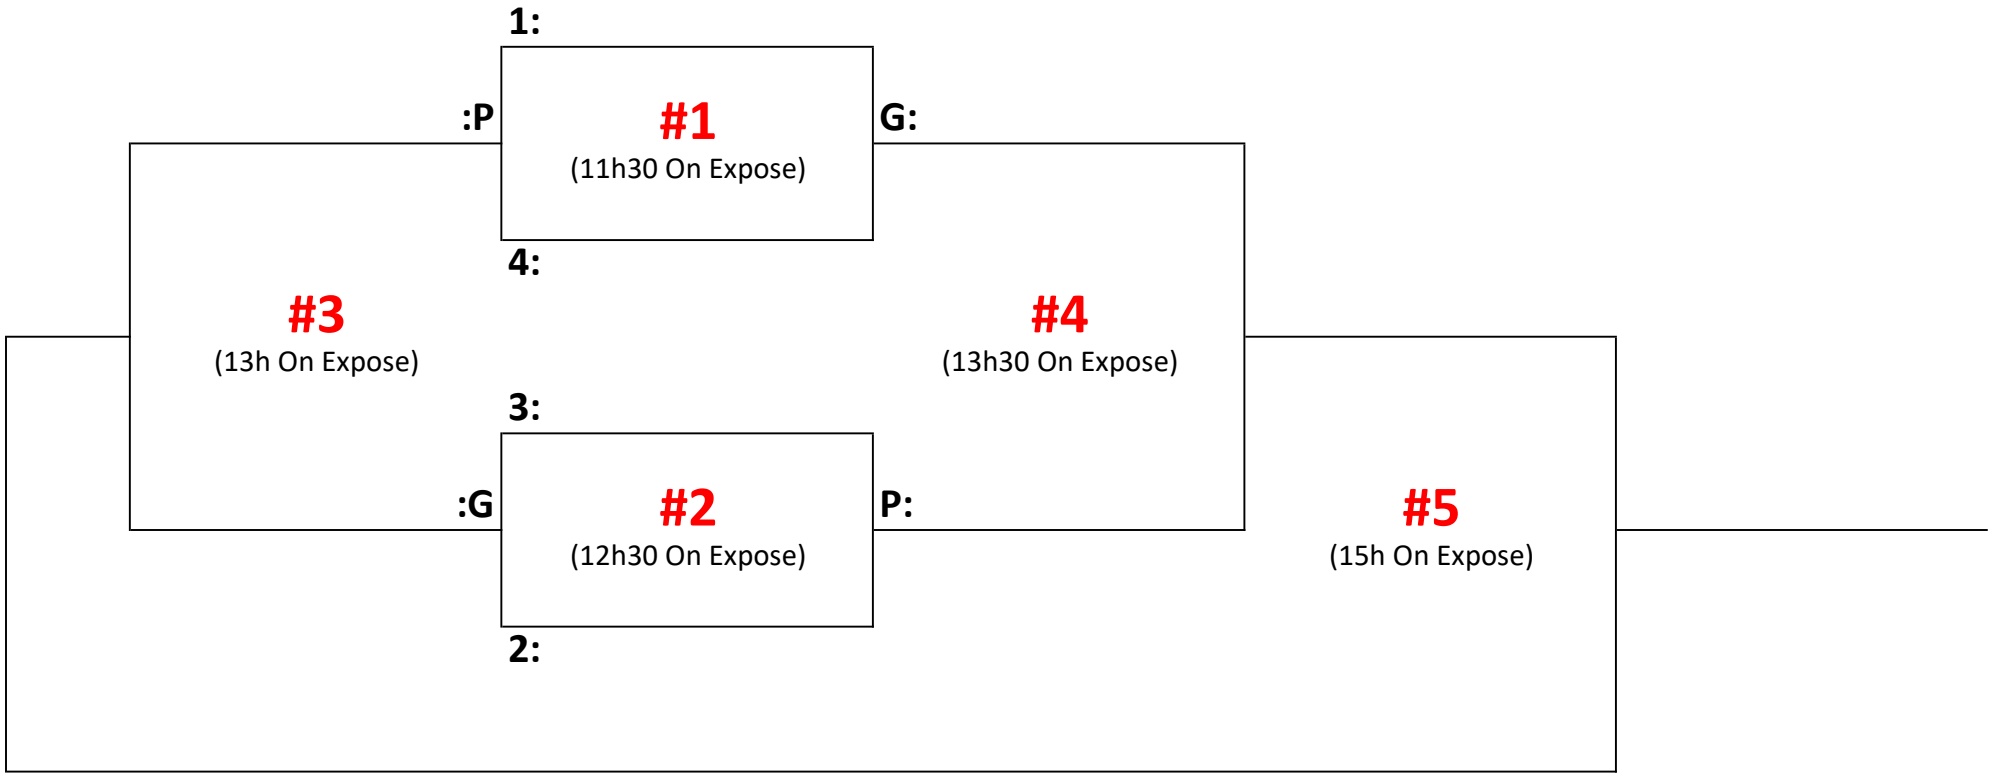 1:
:P
#1
G:
(11h30 On Expose)
4:
#3
#4
(13h On Expose)
(13h30 On Expose)
3:
:G
#2
P:
#5
(12h30 On Expose)
(15h On Expose)
2: